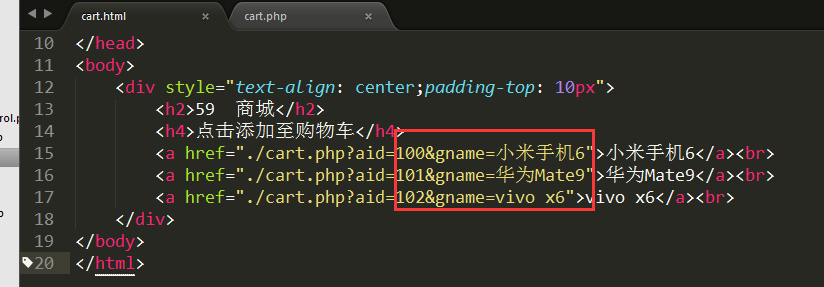 cart.html × cart.php ×
10 </head>
11 <body>
12 <div style="text-align: center;padding-top: 10px">
rol.p
13 <h2>59 商城</h2>
14 <h4>点击添加至购物车</h4>
15 <a href="./cart.php?aid=100&gname=小米手机6">小米手机6</a><br>
16 <a href="./cart.php?aid=101&gname=华为Mate9">华为Mate9</a><br>
17 <a href="./cart.php?aid=102&gname=vivo x6">vivo x6</a><br>
18 </div>
19 </body>
20 </html>